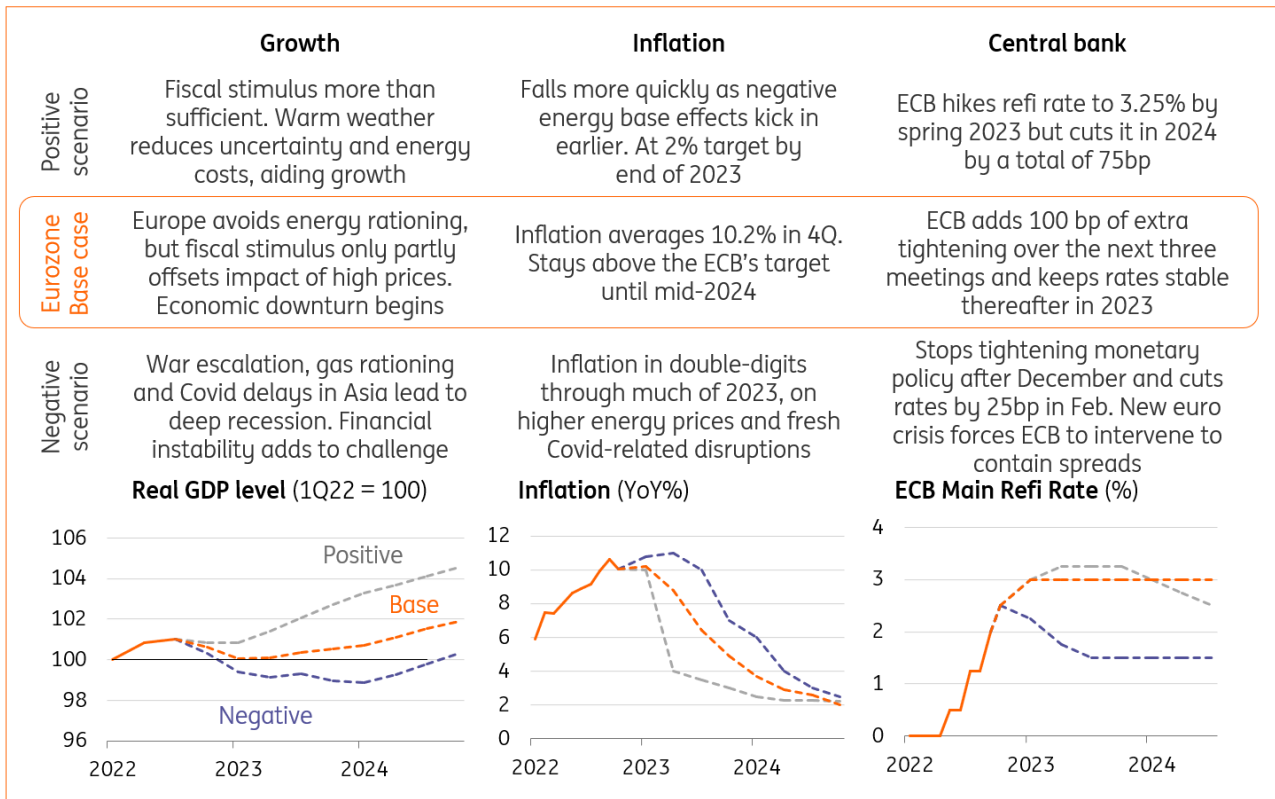 Growth
Inflation
Central bank
Positive
scenario
Fiscal stimulus more than
sufficient. Warm weather
reduces uncertainty and energy
costs, aiding growth
Falls more quickly as negative
energy base effects kick in
earlier. At 2% target by
end of 2023
ECB hikes refi rate to 3.25% by
spring 2023 but cuts it in 2024
by a total of 75bp
Eurozone
Base case
Europe avoids energy rationing,
but fiscal stimulus only partly
offsets impact of high prices.
Economic downturn begins
Inflation averages 10.2% in 4Q.
Stays above the ECB's target
until mid-2024
ECB adds 100 bp of extra
tightening over the next three
meetings and keeps rates stable
thereafter in 2023
Negative
scenario
War escalation, gas rationing
and Covid delays in Asia lead to
deep recession. Financial
instability adds to challenge
Inflation in double-digits
through much of 2023, on
higher energy prices and fresh
Covid-related disruptions
Stops tightening monetary
policy after December and cuts
rates by 25bp in Feb. New euro
crisis forces ECB to intervene to
contain spreads
Real GDP level (1Q22 = 100)
106
104
102
100
98
96
Positive
Base
Negative
2022
2023
2024
Inflation (YoY%)
12
10
8
6
4
2
0
2022
2023
2024
ECB Main Refi Rate (%)
4
3
2
1
0
2022
2023
2024